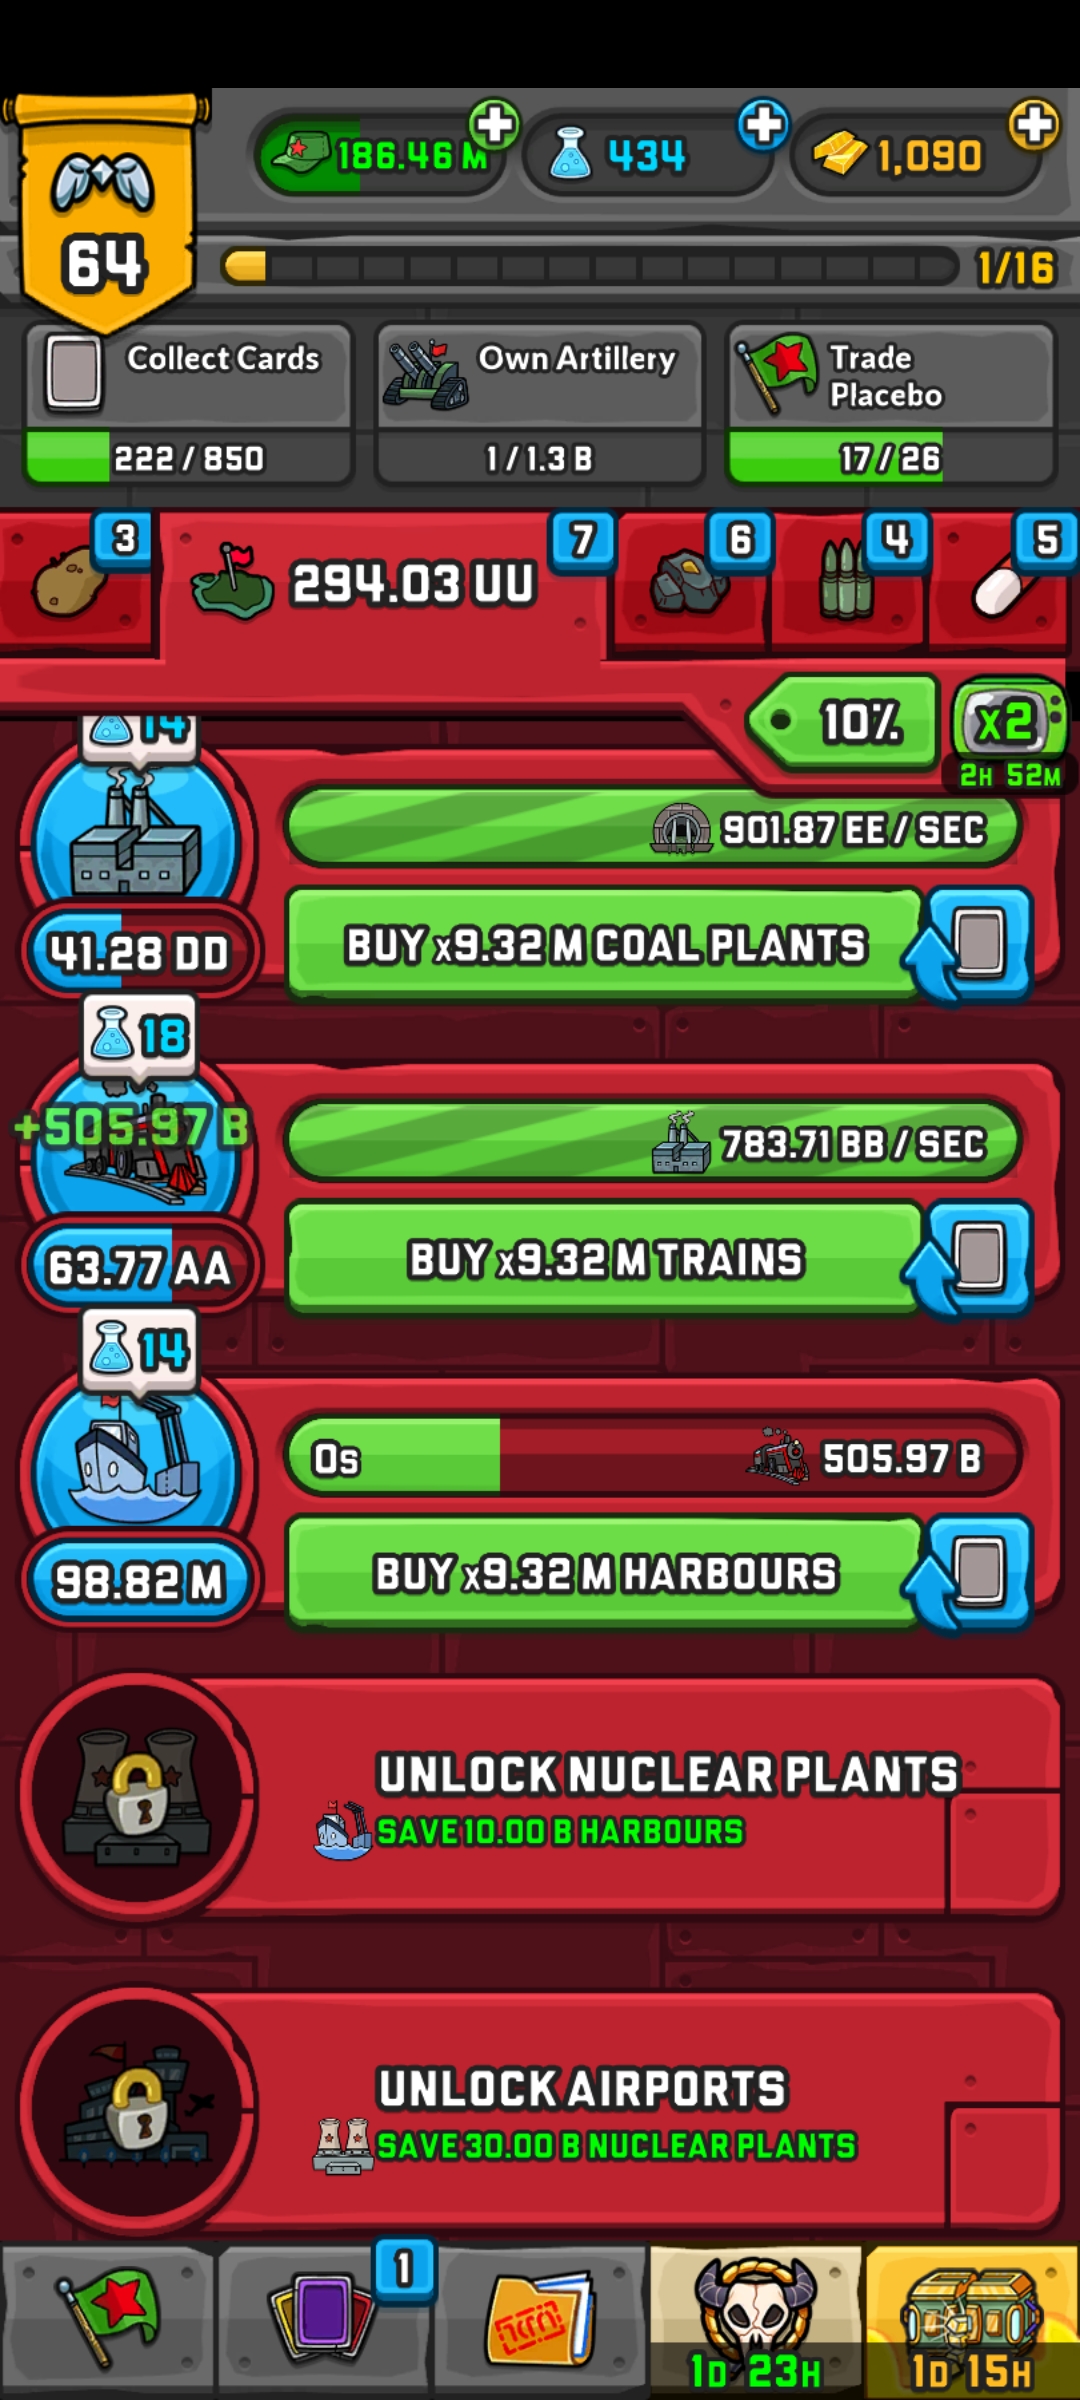 64
186.46 M
434
1,090
1/16
Collect Cards
222 / 850
Own Artillery
1 / 1.3 B
Trade
Placebo
17 / 26
3
294.03 UU
7
6
4
5
10%
x2
2H 52M
14
901.87 EE / SEC
41.28 DD
BUY x9.32 M COAL PLANTS
18
+505.97 B
783.71 BB / SEC
63.77 AA
BUY x9.32 M TRAINS
14
0s
505.97 B
98.82 M
BUY x9.32 M HARBOURS
UNLOCK NUCLEAR PLANTS
SAVE 10.00 B HARBOURS
UNLOCK AIRPORTS
SAVE 30.00 B NUCLEAR PLANTS
1
1D 23H
1D 15H